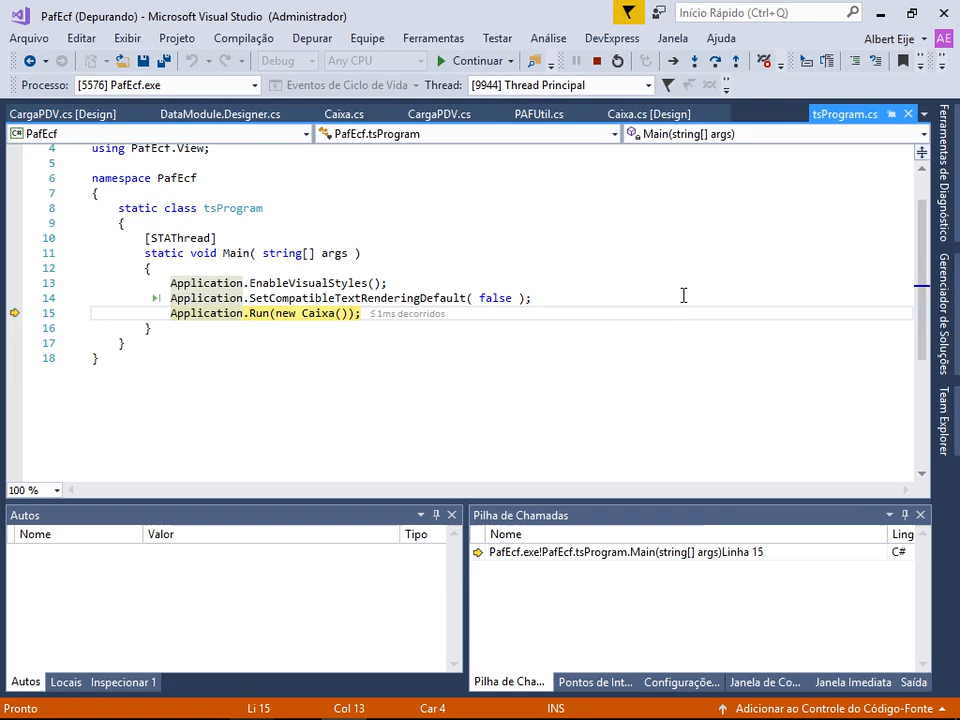 PafEcf (Depurando) - Microsoft Visual Studio (Administrador)
Início Rápido (Ctrl+Q)
Arquivo Editar Exibir Projeto Compilação Depurar Equipe Ferramentas Testar Análise DevExpress Janela Ajuda Albert Eije AE
Debug Any CPU Continuar
Processo: [5576] PafEcf.exe Eventos de Ciclo de Vida Thread: [9944] Thread Principal
CargaPDV.cs [Design] DataModule.Designer.cs Caixa.cs CargaPDV.cs PAFUtil.cs Caixa.cs [Design] tsProgram.cs
C# PafEcf PafEcf.tsProgram Main(string[] args)
4 using PafEcf.View;
5
6 namespace PafEcf
7 {
8 static class tsProgram
9 {
10 [STAThread]
11 static void Main( string[] args )
12 {
13 Application.EnableVisualStyles();
14 Application.SetCompatibleTextRenderingDefault( false );
15 Application.Run(new Caixa()); ≤1ms decorridos
16 }
17 }
18 }
100 %
Ferramentas de Diagnóstico
Gerenciador de Soluções
Team Explorer
Autos
Nome Valor Tipo
Autos Locais Inspecionar 1
Pilha de Chamadas
Nome Ling
PafEcf.exe!PafEcf.tsProgram.Main(string[] args)Linha 15 C#
Pilha de Cha... Pontos de Int... Configuraçõe... Janela de Co... Janela Imediata Saída
Pronto Li 15 Col 13 Car 4 INS Adicionar ao Controle do Código-Fonte